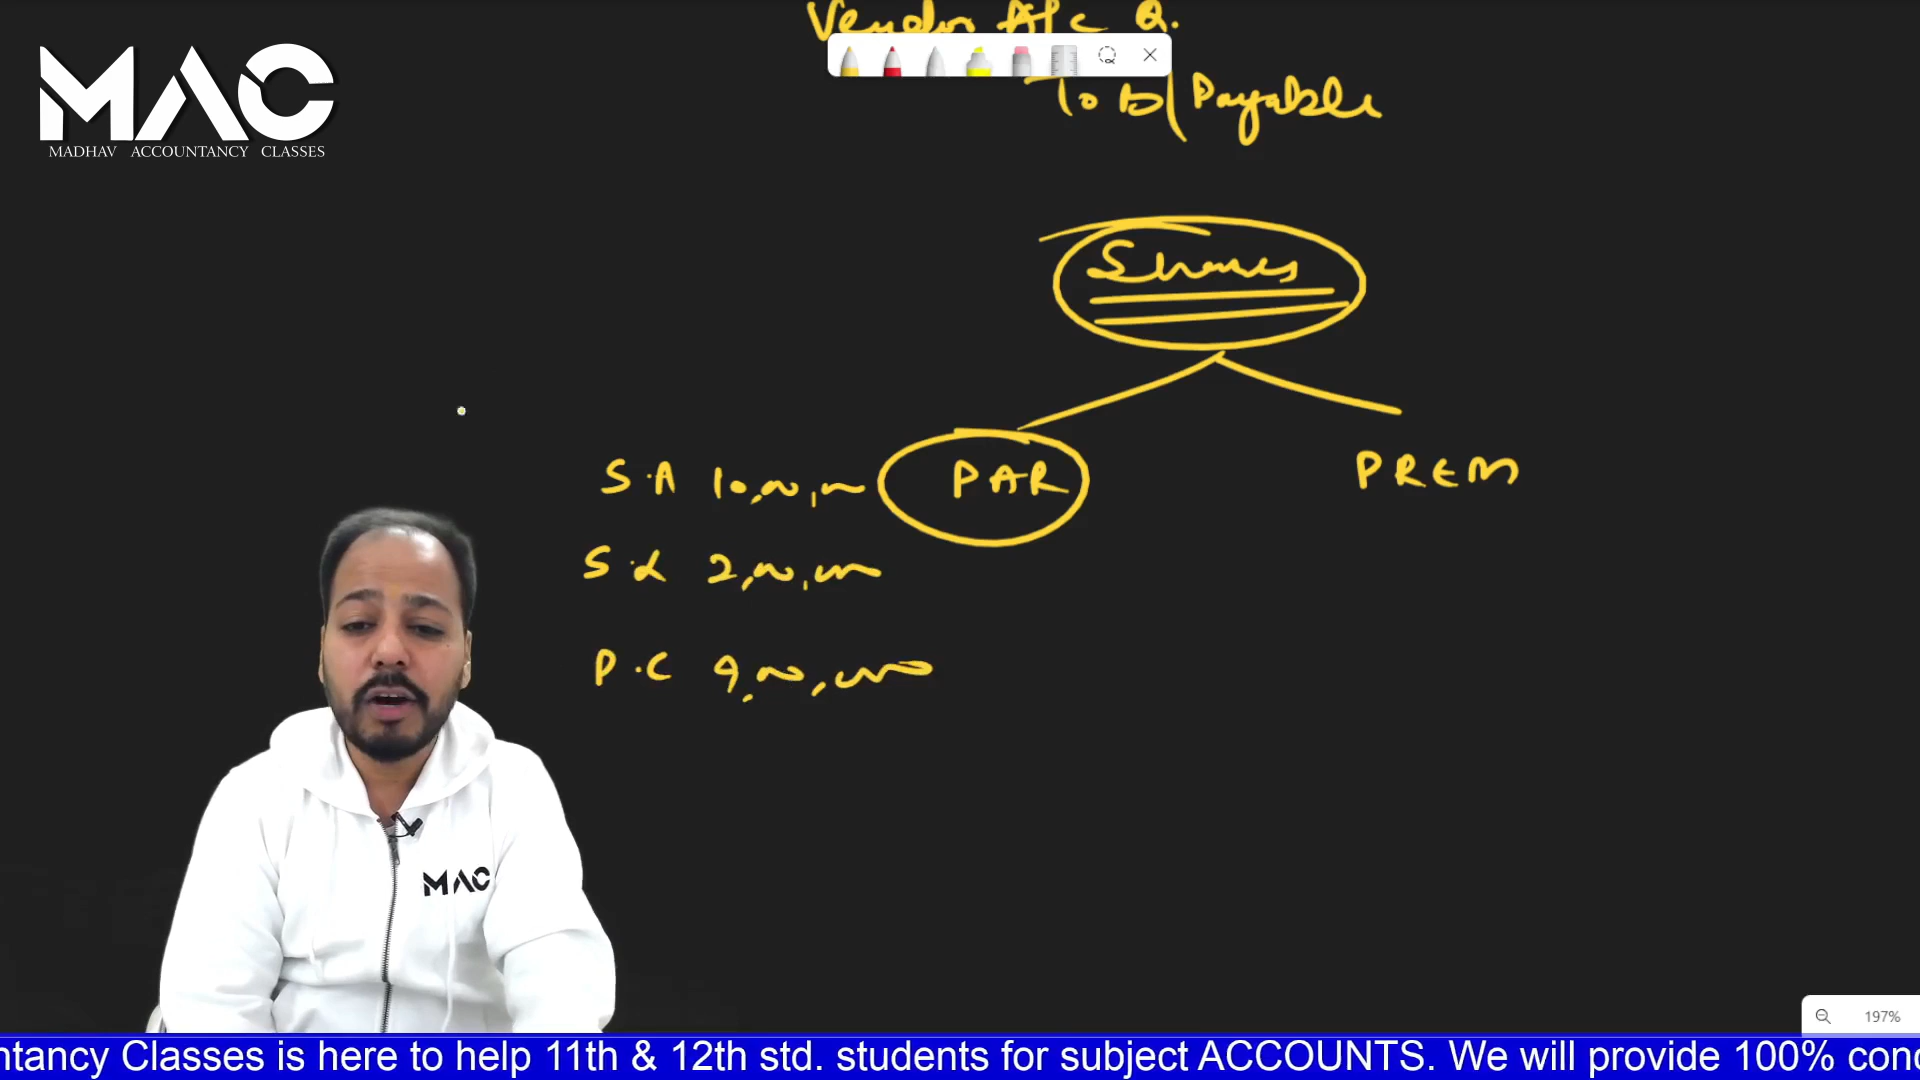 Vendor A/c Dr.
To B/Payable
MAC
MADHAV ACCOUNTANCY CLASSES
Shares
PAR
PREM
S.A 10,00,000
S.L 2,00,000
P.C 9,00,000
MAC
197%
ntancy Classes is here to help 11th & 12th std. students for subject ACCOUNTS. We will provide 100% conc